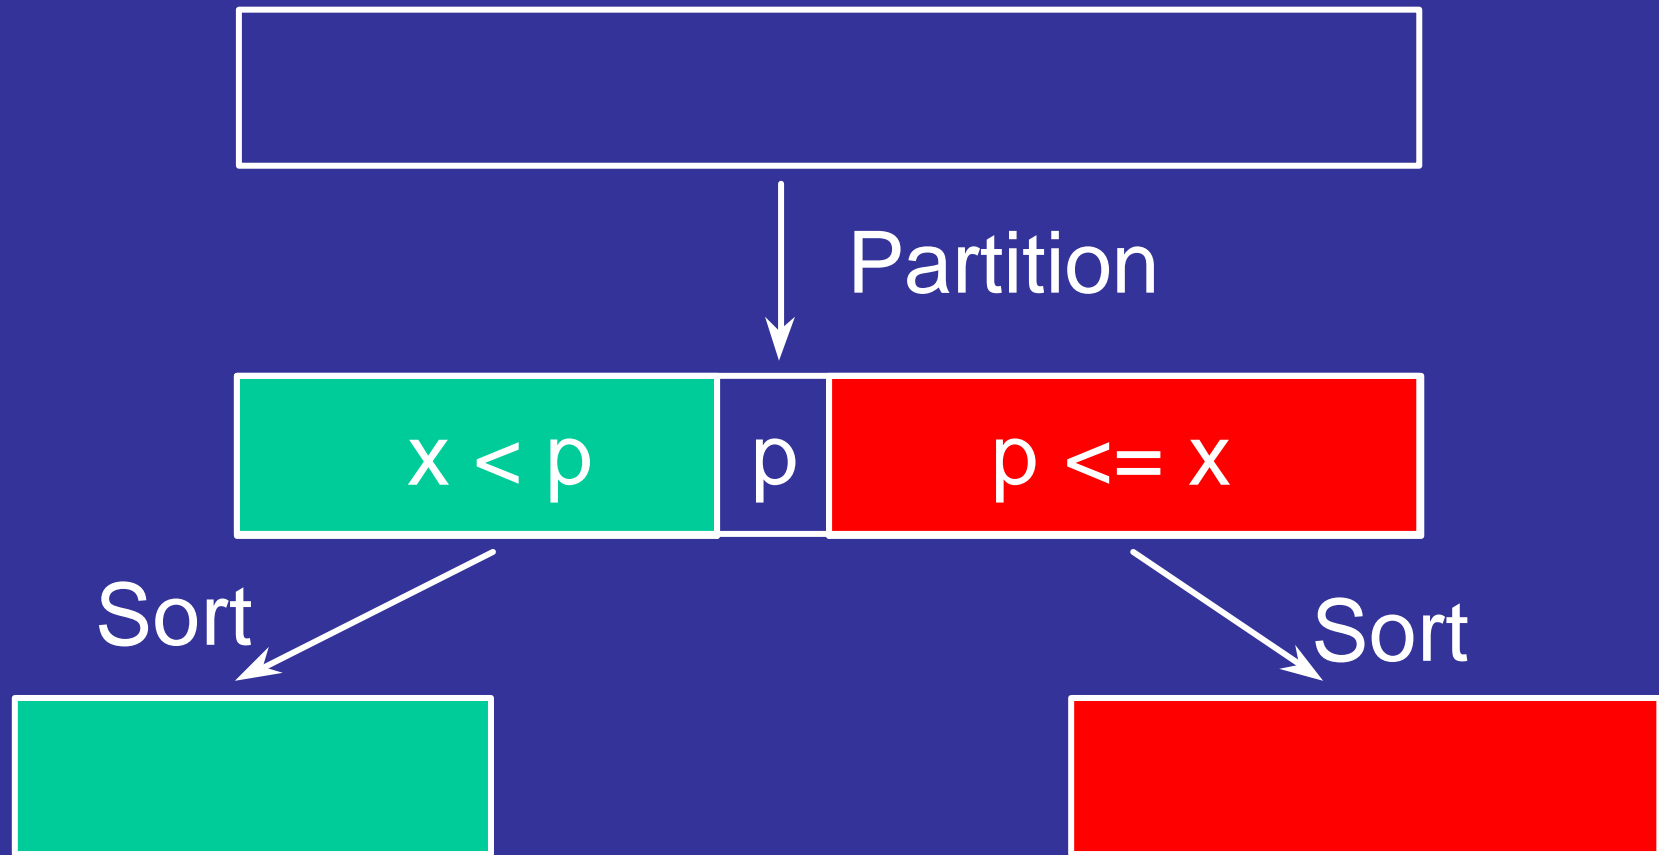 Partition
x < p
p
p <= x
Sort
Sort